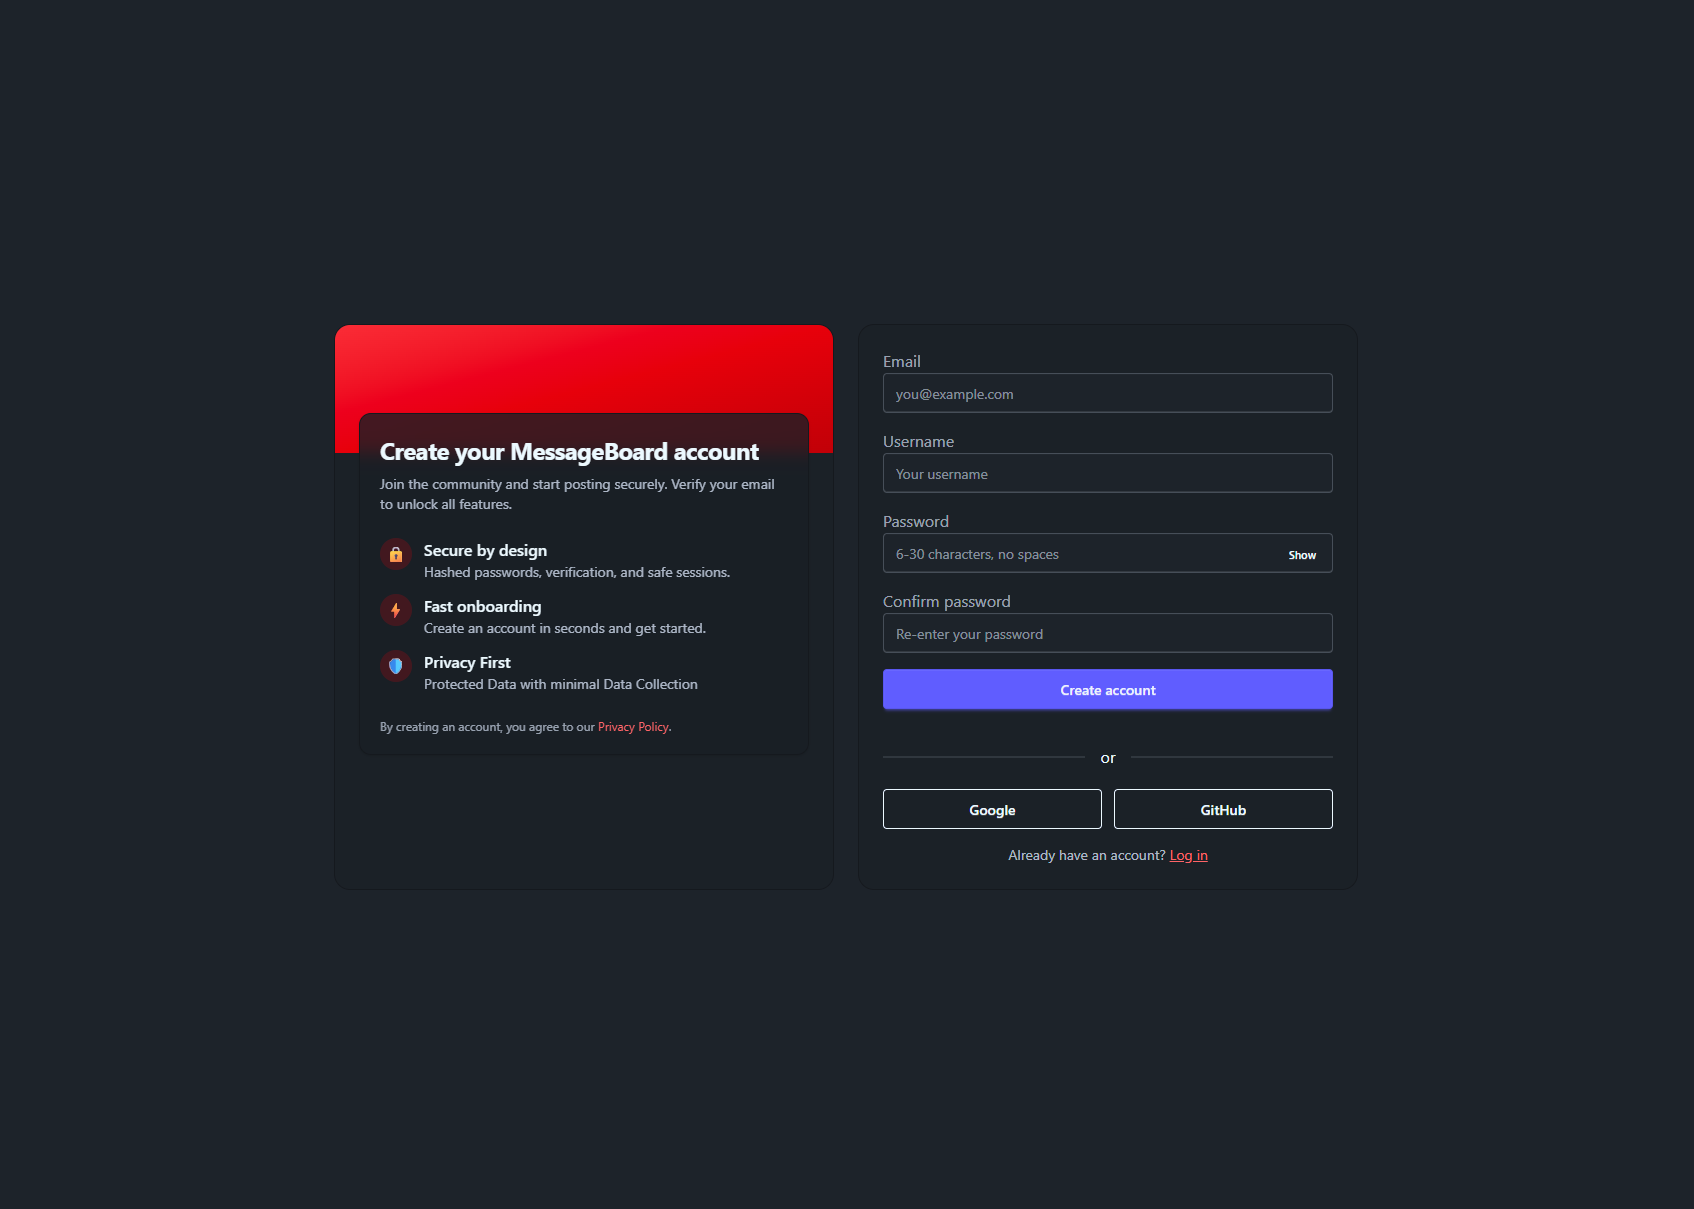 Create your MessageBoard account
Join the community and start posting securely. Verify your email
to unlock all features.
Secure by design
Hashed passwords, verification, and safe sessions.
Fast onboarding
Create an account in seconds and get started.
Privacy First
Protected Data with minimal Data Collection
By creating an account, you agree to our Privacy Policy.
Email
you@example.com
Username
Your username
Password
6-30 characters, no spaces Show
Confirm password
Re-enter your password
Create account
or
Google GitHub
Already have an account? Log in